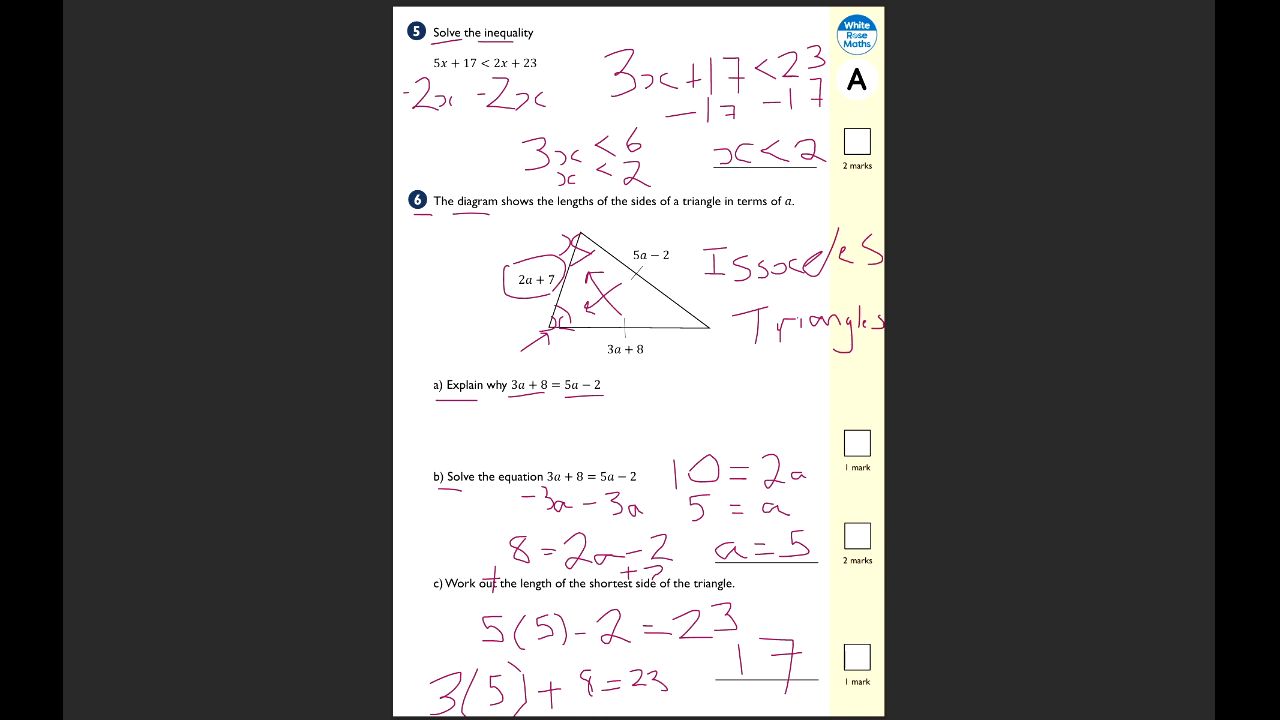 5 Solve the inequality
White
Rose
Maths
5x + 17 < 2x + 23
3x + 17 < 23
A
-2x -2x
-17 -17
3x < 6
x < 2
x < 2
2 marks
6 The diagram shows the lengths of the sides of a triangle in terms of a.
x
5a − 2
Issoceles
2a + 7
x
Triangles
3a + 8
a) Explain why 3a + 8 = 5a − 2
1 mark
b) Solve the equation 3a + 8 = 5a − 2
10 = 2a
-3a - 3a
5 = a
8 = 2a - 2
a = 5
+ +2
2 marks
c) Work out the length of the shortest side of the triangle.
5(5) - 2 = 23
17
3(5) + 8 = 23
1 mark